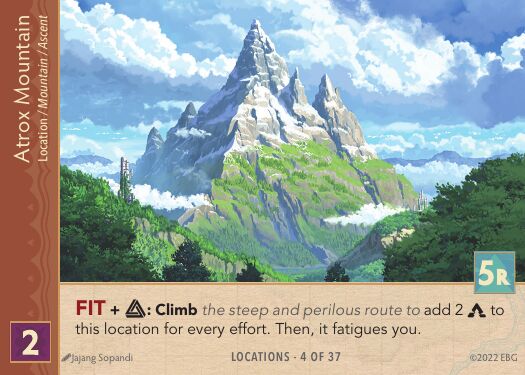 Atrox Mountain
Location / Mountain / Ascent
5R
FIT + : Climb the steep and perilous route to add 2 to
this location for every effort. Then, it fatigues you.
2
Jajang Sopandi
LOCATIONS - 4 OF 37
©2022 EBG